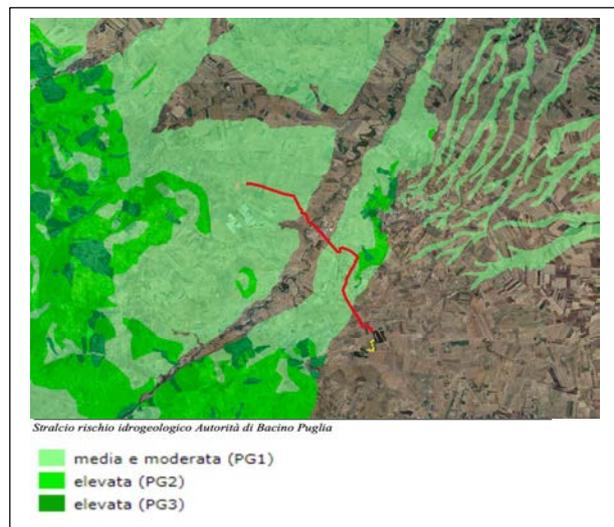 Stralcio rischio idrogeologico Autorità di Bacino Puglia
media e moderata (PG1)
elevata (PG2)
elevata (PG3)